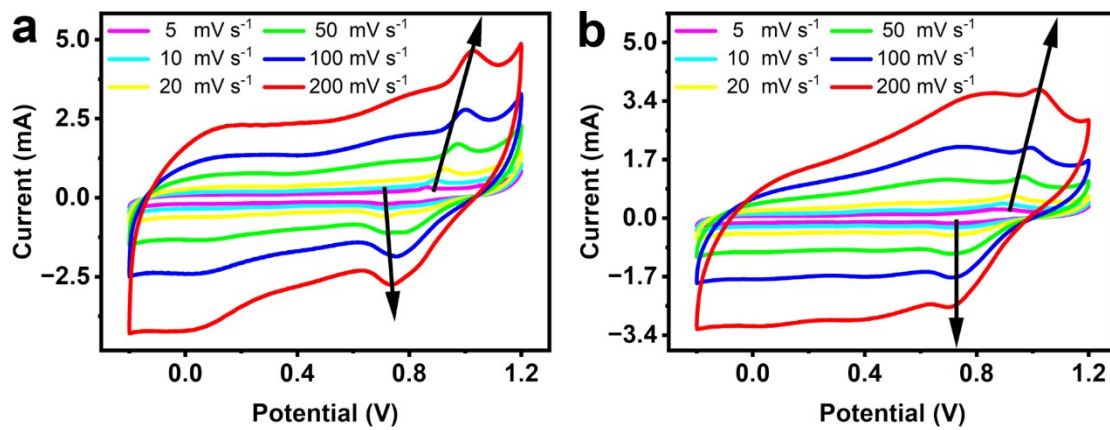 a
5 mV s⁻¹ 50 mV s⁻¹
10 mV s⁻¹ 100 mV s⁻¹
20 mV s⁻¹ 200 mV s⁻¹
Current (mA)
5.0
2.5
0.0
−2.5
0.0 0.4 0.8 1.2
Potential (V)
b
5 mV s⁻¹ 50 mV s⁻¹
10 mV s⁻¹ 100 mV s⁻¹
20 mV s⁻¹ 200 mV s⁻¹
Current (mA)
5.0
3.4
1.7
0.0
−1.7
−3.4
0.0 0.4 0.8 1.2
Potential (V)